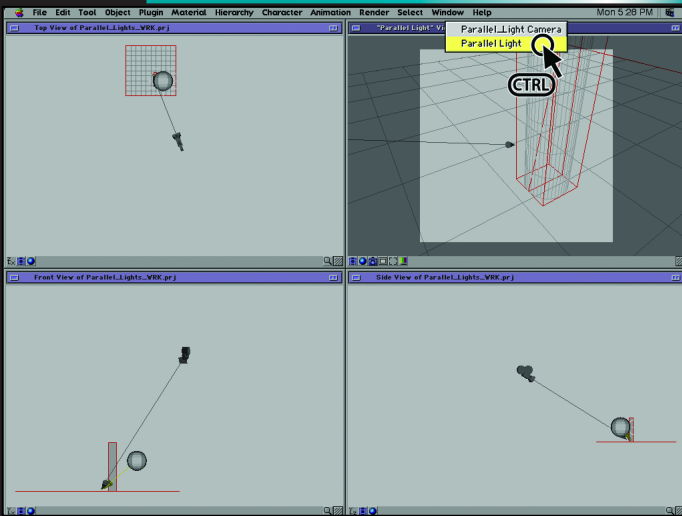 File Edit Tool Object Plugin Material Hierarchy Character Animation Render Select Window Help Mon 5:28 PM
Top View of Parallel_Lights_WRK.prj
"Parallel Light" Vi
Parallel_Light Camera
Parallel Light
CTRL
Front View of Parallel_Lights_WRK.prj
Side View of Parallel_Lights_WRK.prj